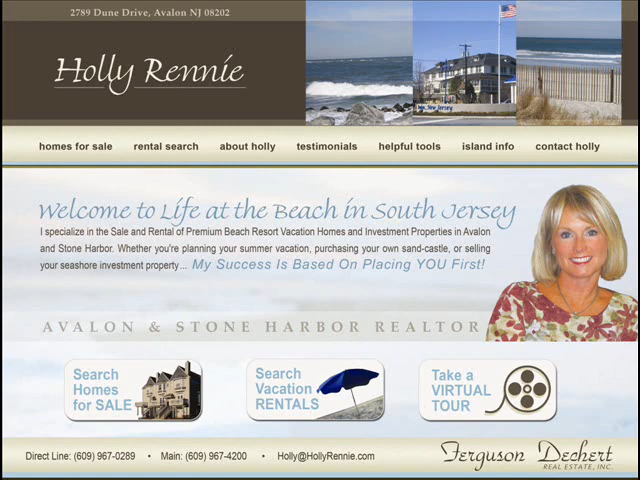 2789 Dune Drive, Avalon NJ 08202
Holly Rennie
homes for sale rental search about holly testimonials helpful tools island info contact holly
Welcome to Life at the Beach in South Jersey
I specialize in the Sale and Rental of Premium Beach Resort Vacation Homes and Investment Properties in Avalon
and Stone Harbor. Whether you're planning your summer vacation, purchasing your own sand-castle, or selling
your seashore investment property... My Success Is Based On Placing YOU First!
AVALON & STONE HARBOR REALTOR
Search
Homes
for SALE
Search
Vacation
RENTALS
Take a
VIRTUAL
TOUR
Direct Line: (609) 967-0289 • Main: (609) 967-4200 • Holly@HollyRennie.com
Ferguson Dechert
REAL ESTATE, INC.